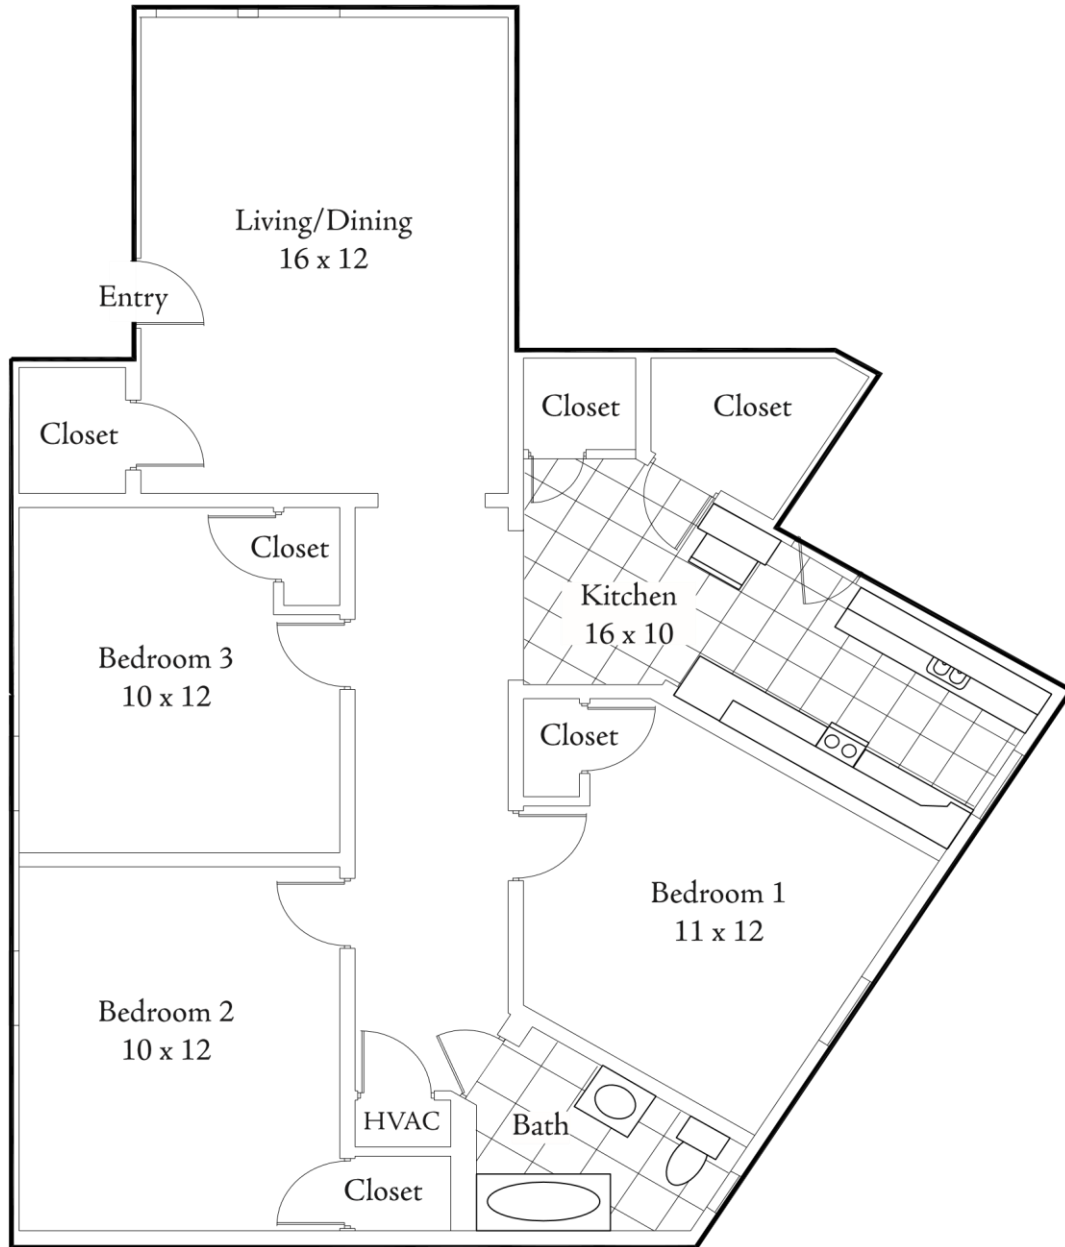 Living/Dining
16 x 12
Entry
Closet
Closet
Closet
Closet
Kitchen
16 x 10
Bedroom 3
10 x 12
Closet
Bedroom 1
11 x 12
Bedroom 2
10 x 12
HVAC
Bath
Closet